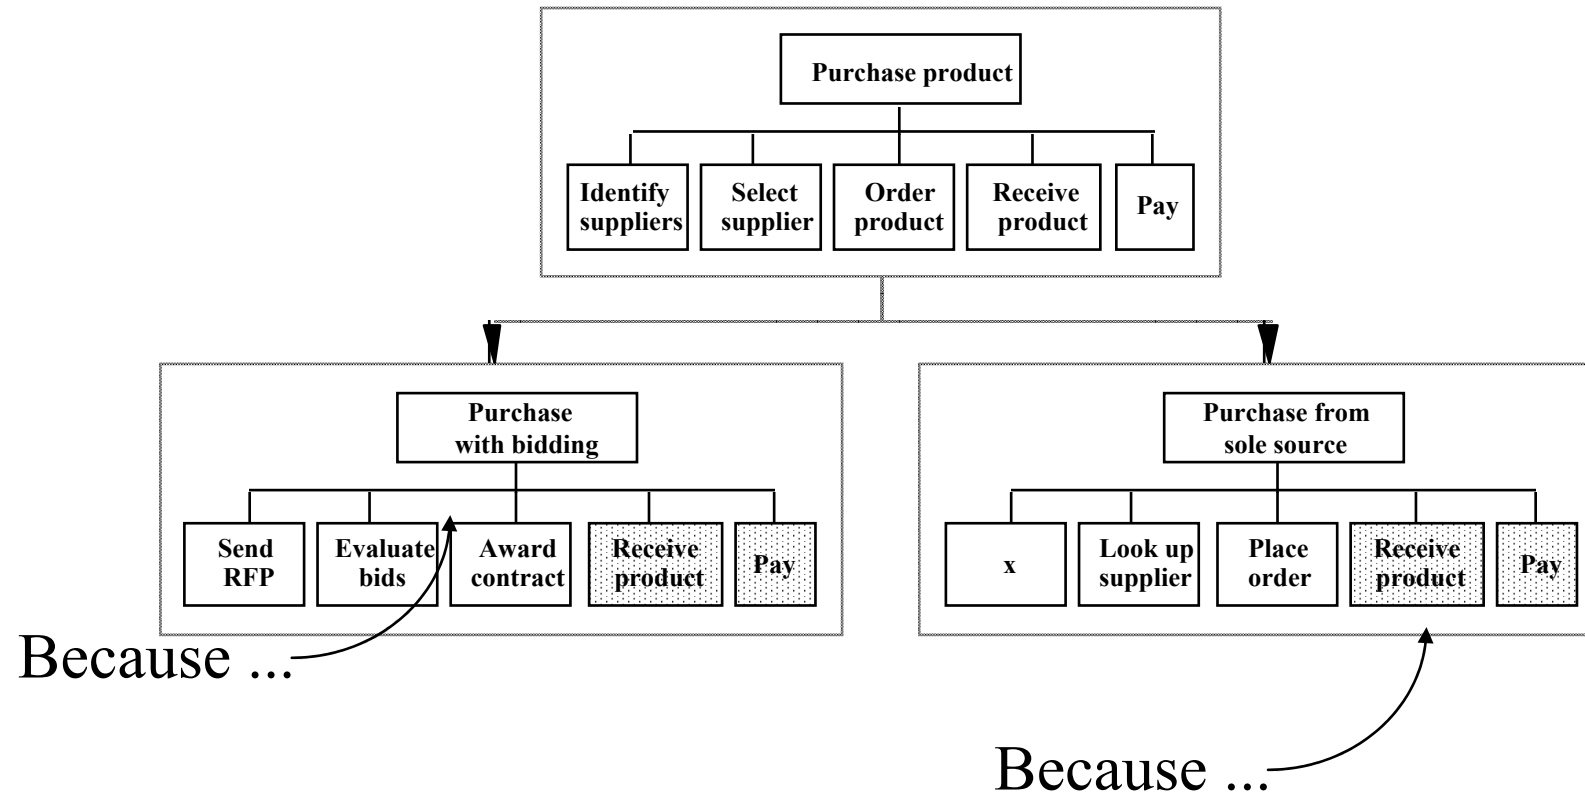 Purchase product
Identify
suppliers
Select
supplier
Order
product
Receive
product
Pay
Purchase
with bidding
Send
RFP
Evaluate
bids
Award
contract
Receive
product
Pay
Purchase from
sole source
x
Look up
supplier
Place
order
Receive
product
Pay
Because ...
Because ...